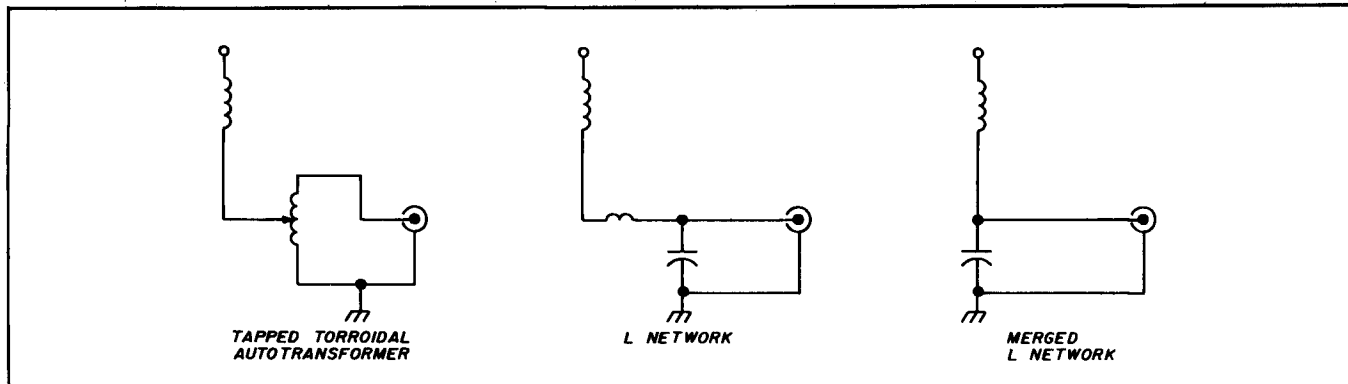 TAPPED TORROIDAL
AUTOTRANSFORMER
L NETWORK
MERGED
L NETWORK